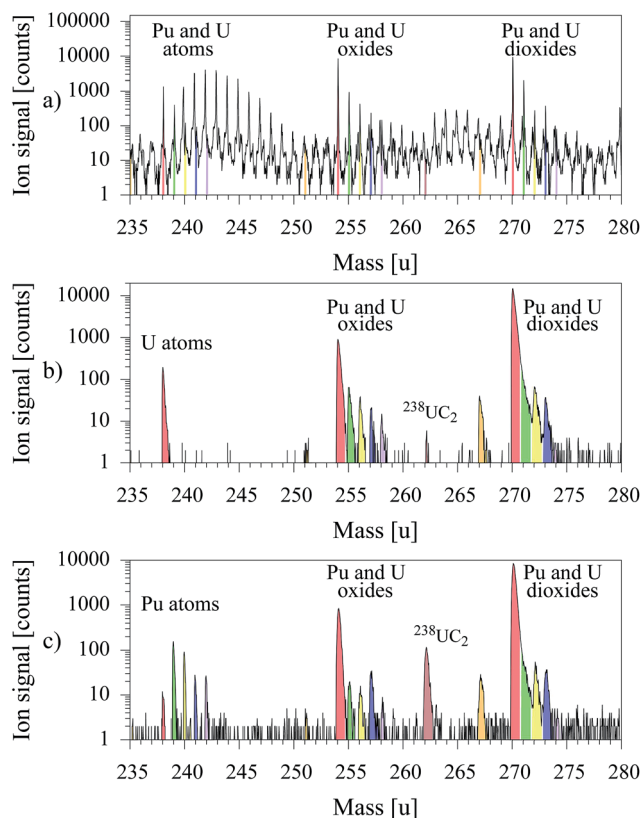 Ion signal [counts]
a)
100000
10000
1000
100
10
1
Pu and U
atoms
Pu and U
oxides
Pu and U
dioxides
235 240 245 250 255 260 265 270 275 280
Mass [u]
Ion signal [counts]
b)
10000
1000
100
10
1
U atoms
Pu and U
oxides
²³⁸UC₂
Pu and U
dioxides
235 240 245 250 255 260 265 270 275 280
Mass [u]
Ion signal [counts]
c)
10000
1000
100
10
1
Pu atoms
Pu and U
oxides
²³⁸UC₂
Pu and U
dioxides
235 240 245 250 255 260 265 270 275 280
Mass [u]